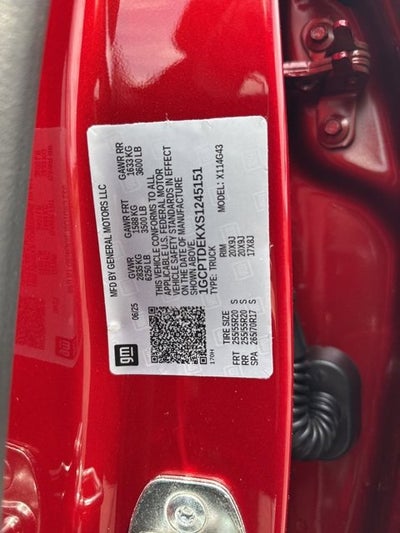 MFD BY GENERAL MOTORS LLC
06/25
GVWR GAWR FRT GAWR RR
2835 KG 1588 KG 1633 KG
6250 LB 3500 LB 3600 LB
THIS VEHICLE CONFORMS TO ALL
APPLICABLE U.S. FEDERAL MOTOR
VEHICLE SAFETY STANDARDS IN EFFECT
ON THE DATE OF MANUFACTURE
SHOWN ABOVE.
1GCPTDEKXS1245151
TYPE: TRUCK MODEL: X114G43
gm
170H
TIRE SIZE RIM
FRT 255/55R20 S 20X9J
RR 255/55R20 S 20X9J
SPA 265/70R17 S 17X8J